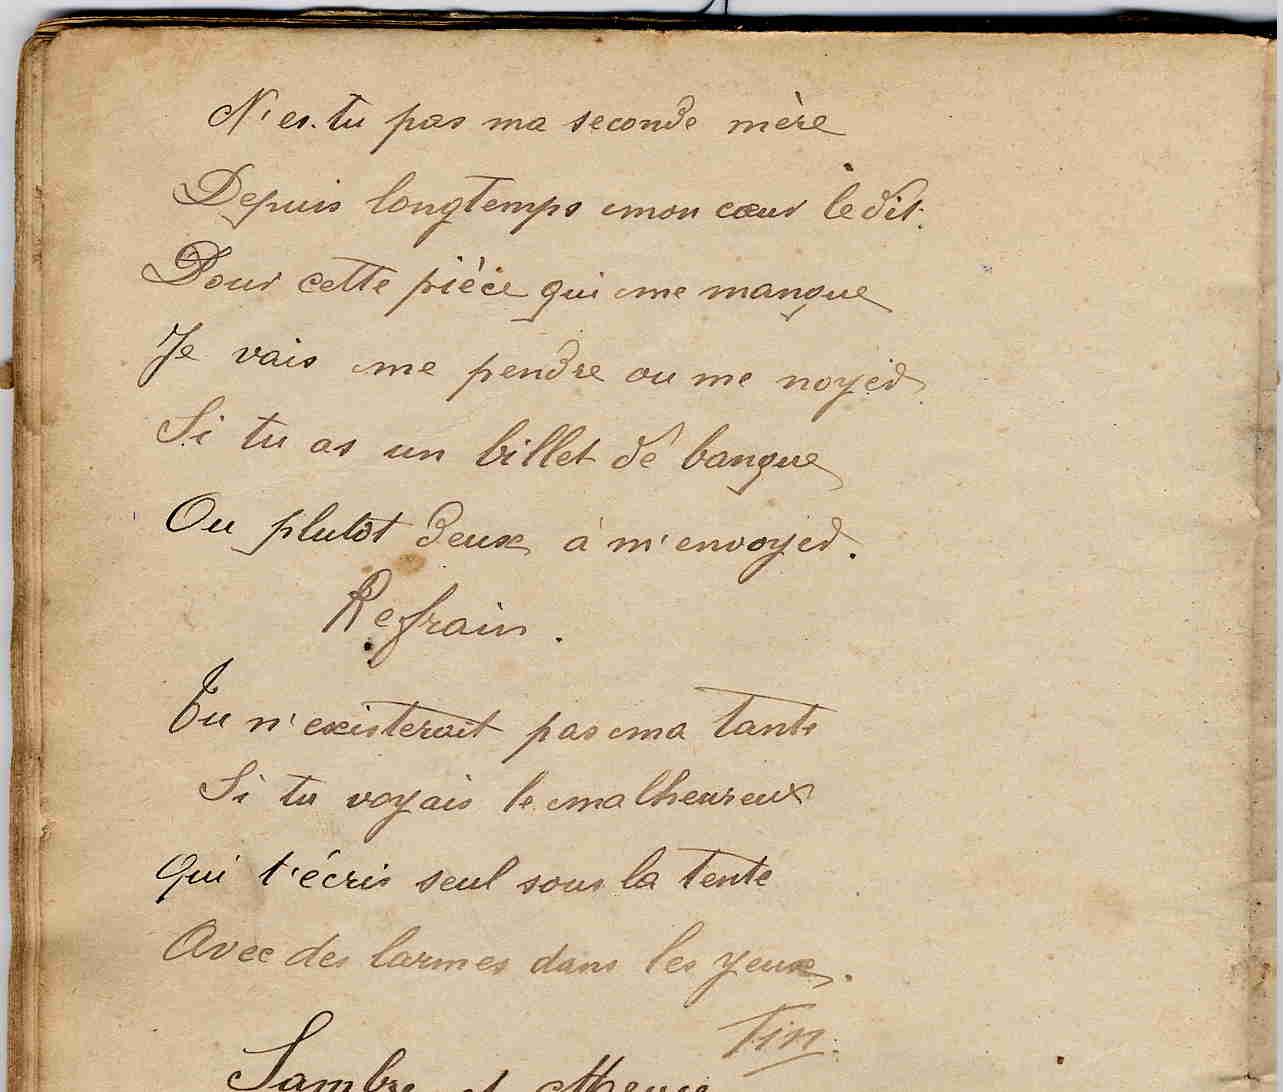 N'es-tu pas ma seconde mère
Depuis longtemps mon cœur le dit.
Pour cette pièce qui me manque
Je vais me pendre ou me noyer
Si tu as un billet de banque
Ou plutôt deux à m'envoyer.
Refrain.
Tu n'existerait pas ma tante
Si tu voyais le malheureux
Qui t'écris seul sous la tente
Avec des larmes dans les yeux.
Fin.
Sambre et Meuse